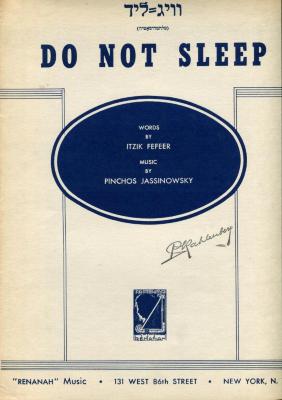 וויג=ליד
DO NOT SLEEP
WORDS
BY
ITZIK FEFEER
MUSIC
BY
PINCHOS JASSINOWSKY
"RENANAH" Music • 131 WEST 86th STREET • NEW YORK, N.